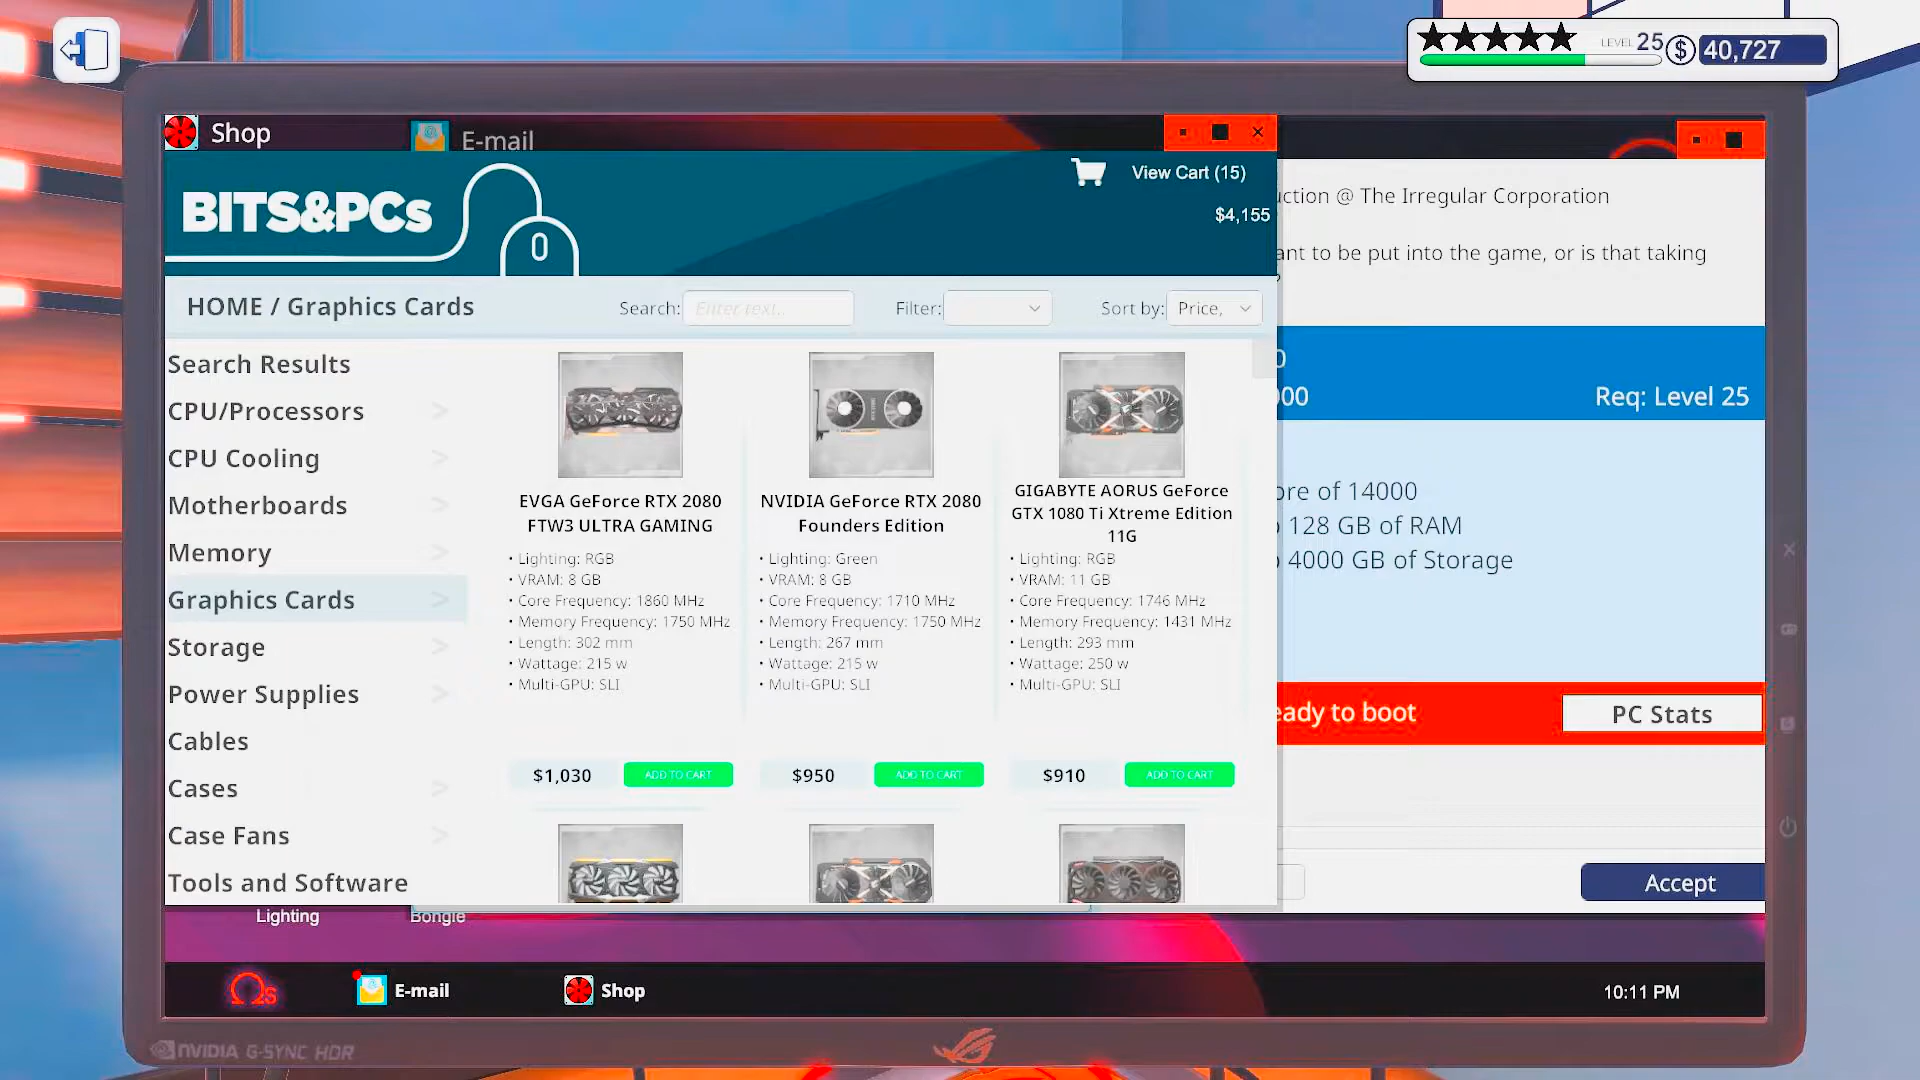 LEVEL 25
$ 40,727
Shop
E-mail
View Cart (15)
$4,155
BITS&PCs
HOME / Graphics Cards
Search: Enter text...
Filter:
Sort by: Price,
Search Results
CPU/Processors >
CPU Cooling >
Motherboards >
Memory >
Graphics Cards >
Storage >
Power Supplies >
Cables
Cases >
Case Fans >
Tools and Software
EVGA GeForce RTX 2080
FTW3 ULTRA GAMING
• Lighting: RGB
• VRAM: 8 GB
• Core Frequency: 1860 MHz
• Memory Frequency: 1750 MHz
• Length: 302 mm
• Wattage: 215 w
• Multi-GPU: SLI
$1,030
ADD TO CART
NVIDIA GeForce RTX 2080
Founders Edition
• Lighting: Green
• VRAM: 8 GB
• Core Frequency: 1710 MHz
• Memory Frequency: 1750 MHz
• Length: 267 mm
• Wattage: 215 w
• Multi-GPU: SLI
$950
ADD TO CART
GIGABYTE AORUS GeForce
GTX 1080 Ti Xtreme Edition
11G
• Lighting: RGB
• VRAM: 11 GB
• Core Frequency: 1746 MHz
• Memory Frequency: 1431 MHz
• Length: 293 mm
• Wattage: 250 w
• Multi-GPU: SLI
$910
ADD TO CART
uction @ The Irregular Corporation
ant to be put into the game, or is that taking
?
0
000
Req: Level 25
ore of 14000
128 GB of RAM
4000 GB of Storage
eady to boot
PC Stats
Accept
Lighting
Bongle
Ωs
E-mail
Shop
10:11 PM
NVIDIA G-SYNC HDR